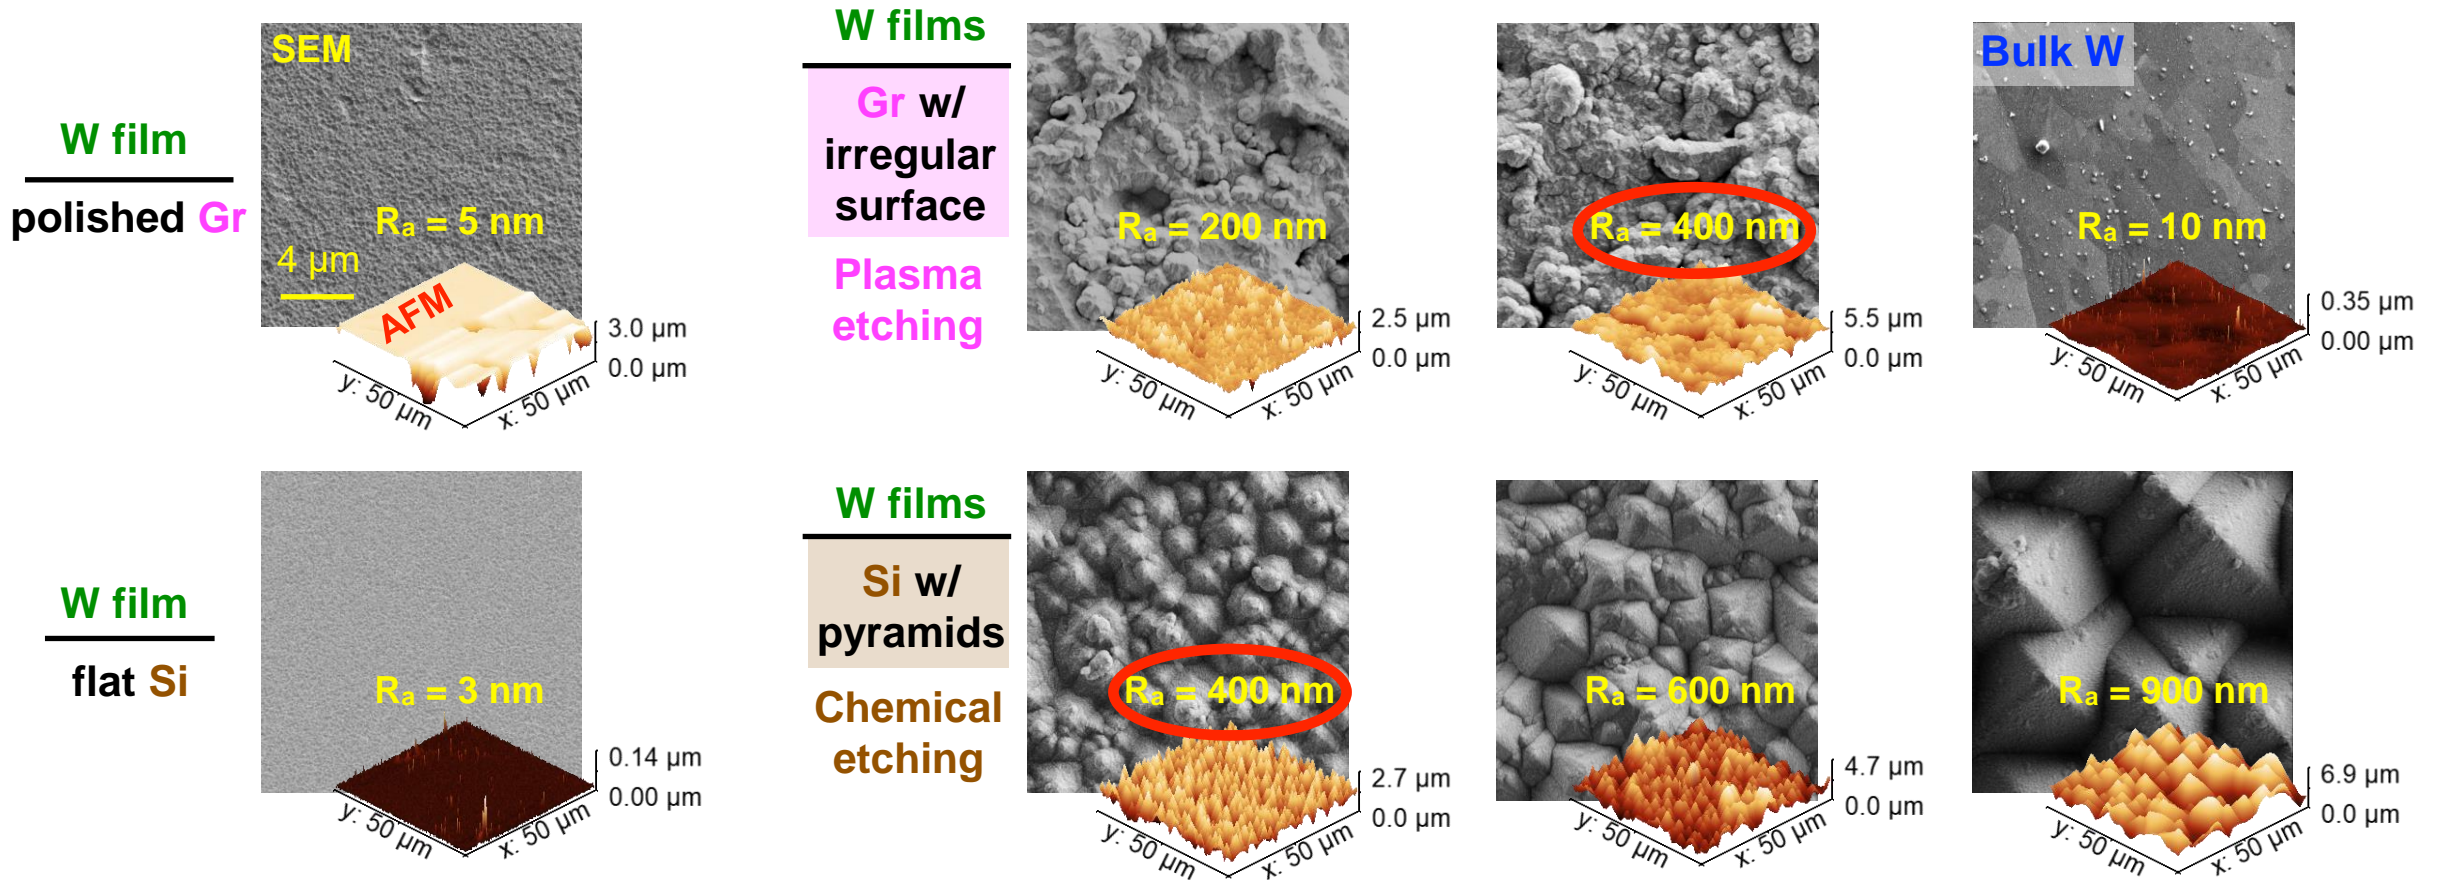 W film
polished Gr
SEM
Ra = 5 nm
4 µm
AFM
3.0 µm
0.0 µm
y: 50 µm
x: 50 µm
W films
Gr w/
irregular
surface
Plasma
etching
Ra = 200 nm
2.5 µm
0.0 µm
y: 50 µm
x: 50 µm
Ra = 400 nm
5.5 µm
0.0 µm
y: 50 µm
x: 50 µm
Bulk W
Ra = 10 nm
0.35 µm
0.00 µm
y: 50 µm
x: 50 µm
W film
flat Si
Ra = 3 nm
0.14 µm
0.00 µm
y: 50 µm
x: 50 µm
W films
Si w/
pyramids
Chemical
etching
Ra = 400 nm
2.7 µm
0.0 µm
y: 50 µm
x: 50 µm
Ra = 600 nm
4.7 µm
0.0 µm
y: 50 µm
x: 50 µm
Ra = 900 nm
6.9 µm
0.0 µm
y: 50 µm
x: 50 µm